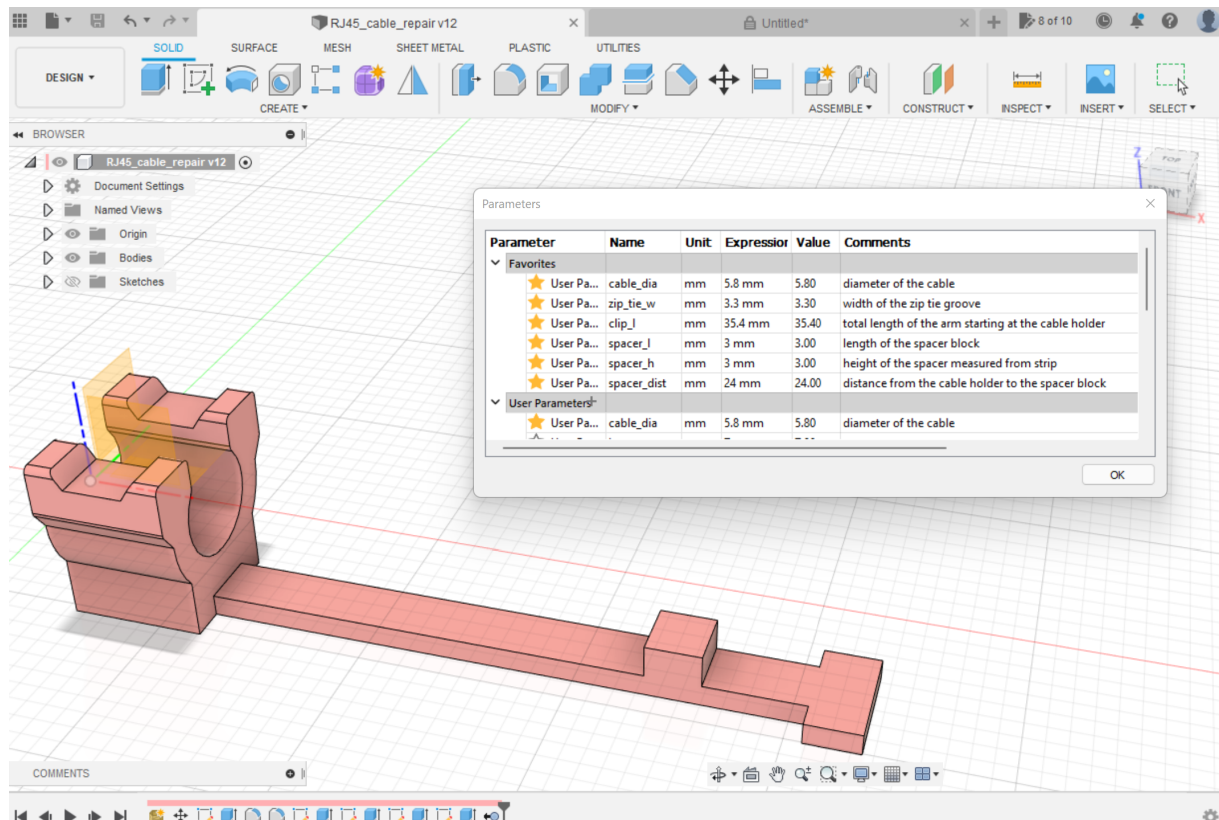 RJ45_cable_repair v12
Untitled*
8 of 10
SOLID SURFACE MESH SHEET METAL PLASTIC UTILITIES
DESIGN
CREATE MODIFY ASSEMBLE CONSTRUCT INSPECT INSERT SELECT
BROWSER
RJ45_cable_repair v12
Document Settings
Named Views
Origin
Bodies
Sketches
Z
TOP
X
Parameters
Parameter Name Unit Expression Value Comments
Favorites
User Pa... cable_dia mm 5.8 mm 5.80 diameter of the cable
User Pa... zip_tie_w mm 3.3 mm 3.30 width of the zip tie groove
User Pa... clip_l mm 35.4 mm 35.40 total length of the arm starting at the cable holder
User Pa... spacer_l mm 3 mm 3.00 length of the spacer block
User Pa... spacer_h mm 3 mm 3.00 height of the spacer measured from strip
User Pa... spacer_dist mm 24 mm 24.00 distance from the cable holder to the spacer block
User Parameters
User Pa... cable_dia mm 5.8 mm 5.80 diameter of the cable
OK
COMMENTS